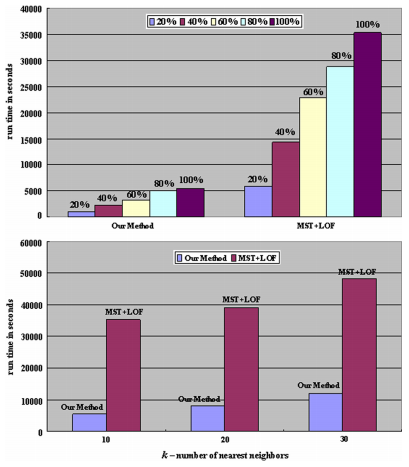 40000
35000
30000
25000
20000
15000
10000
5000
0
run time in seconds
20% 40% 60% 80% 100%
20% 40% 60% 80% 100%
20% 40% 60% 80% 100%
Our Method MST+LOF
60000
50000
40000
30000
20000
10000
0
run time in seconds
Our Method MST+LOF
MST+LOF MST+LOF MST+LOF
Our Method Our Method Our Method
10 20 30
k – number of nearest neighbors